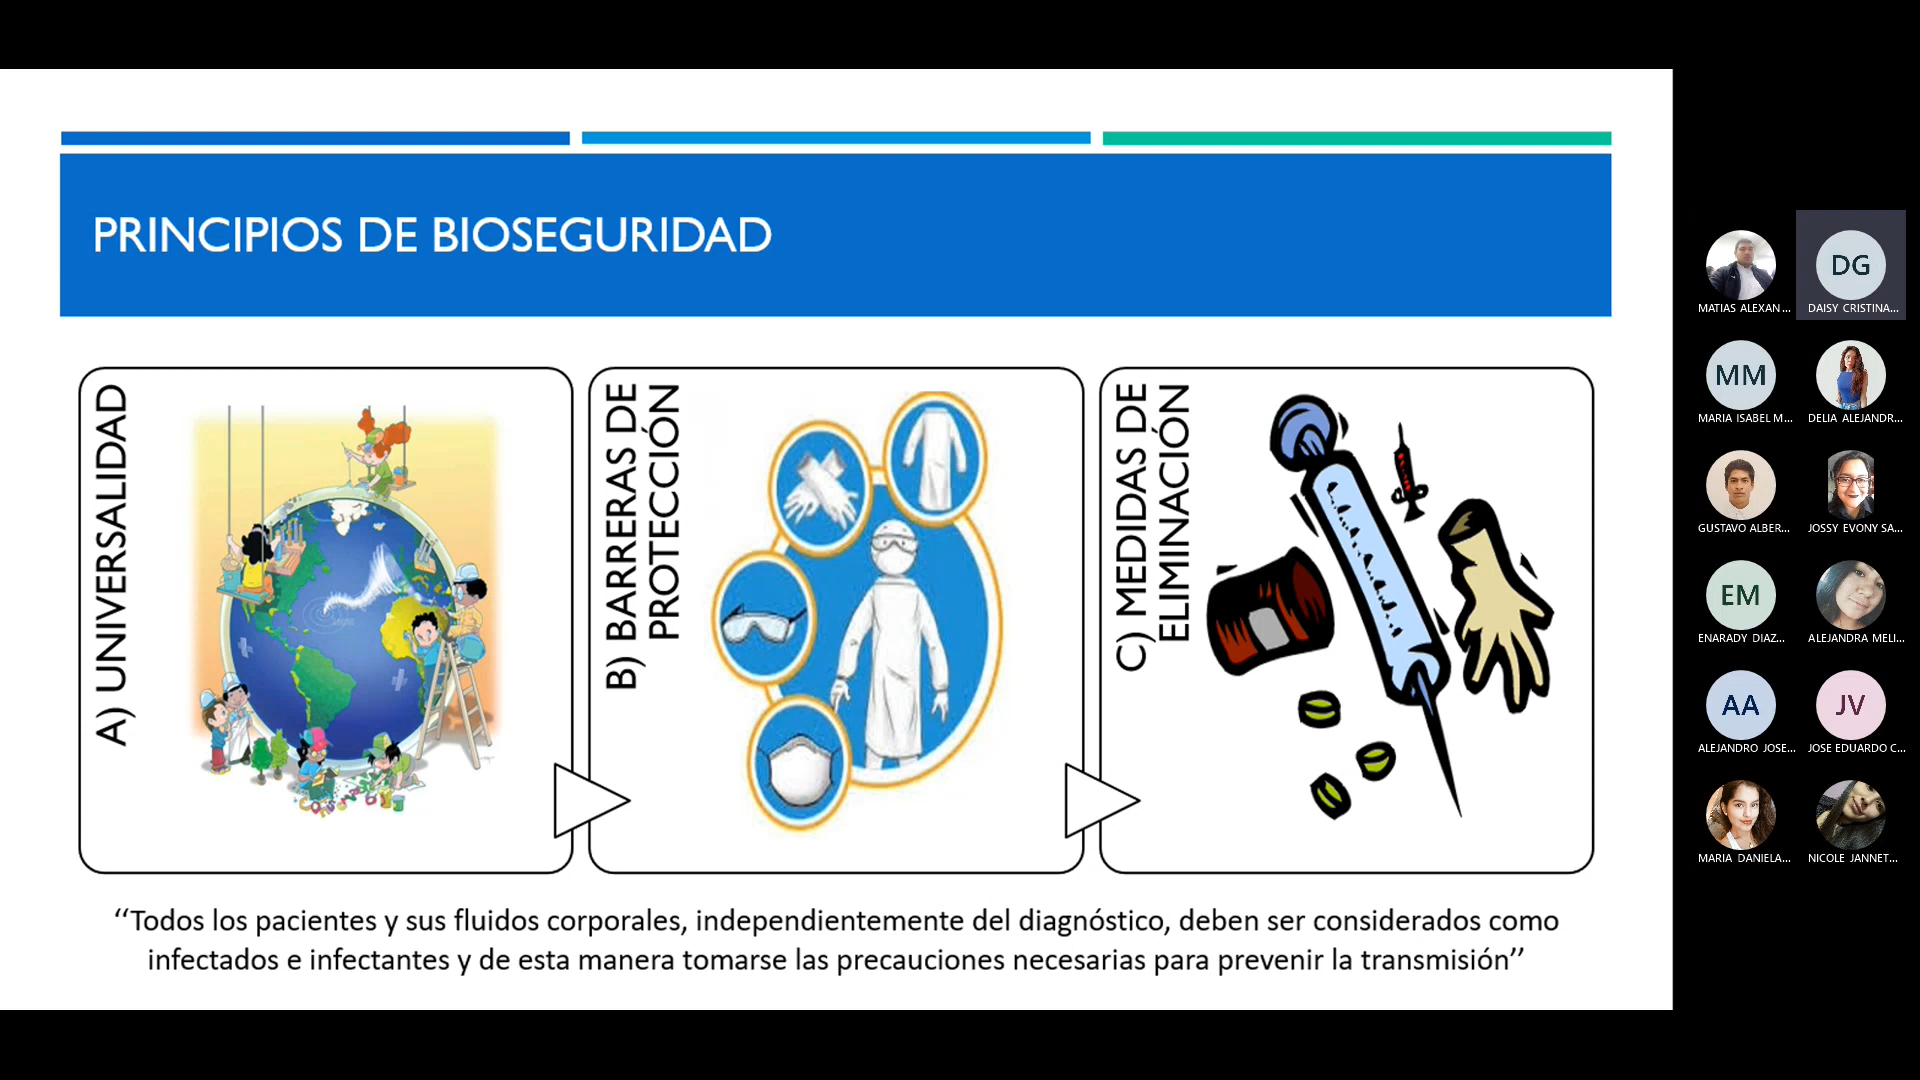 PRINCIPIOS DE BIOSEGURIDAD
A) UNIVERSALIDAD
B) BARRERAS DE
PROTECCIÓN
C) MEDIDAS DE
ELIMINACIÓN
‘‘Todos los pacientes y sus fluidos corporales, independientemente del diagnóstico, deben ser considerados como
infectados e infectantes y de esta manera tomarse las precauciones necesarias para prevenir la transmisión’’
MATIAS ALEXAN...
DG
DAISY CRISTINA...
MM
MARIA ISABEL M...
DELIA ALEJANDR...
GUSTAVO ALBER...
JOSSY EVONY SA...
EM
ENARADY DIAZ...
ALEJANDRA MELI...
AA
ALEJANDRO JOSE...
JV
JOSE EDUARDO C...
MARIA DANIELA...
NICOLE JANNET...